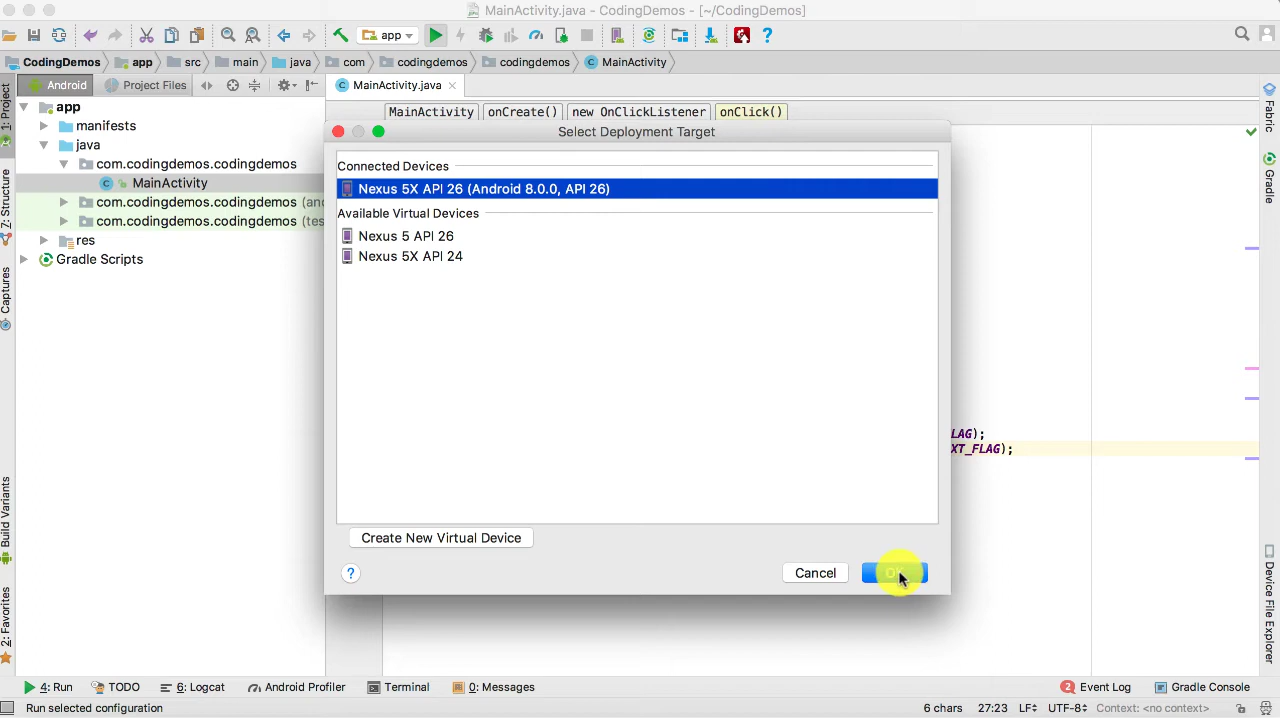 MainActivity.java - CodingDemos - [~/CodingDemos]
app
CodingDemos app src main java com codingdemos codingdemos MainActivity
Android Project Files MainActivity.java
MainActivity onCreate() new OnClickListener onClick()
1: Project
Z: Structure
Captures
Build Variants
2: Favorites
app
manifests
java
com.codingdemos.codingdemos
MainActivity
com.codingdemos.codingdemos (an
com.codingdemos.codingdemos (tes
res
Gradle Scripts
Select Deployment Target
Connected Devices
Nexus 5X API 26 (Android 8.0.0, API 26)
Available Virtual Devices
Nexus 5 API 26
Nexus 5X API 24
Create New Virtual Device
? Cancel OK
LAG);
XT_FLAG);
Fabric
Gradle
Device File Explorer
4: Run TODO 6: Logcat Android Profiler Terminal 0: Messages 2 Event Log Gradle Console
Run selected configuration 6 chars 27:23 LF÷ UTF-8÷ Context: <no context>